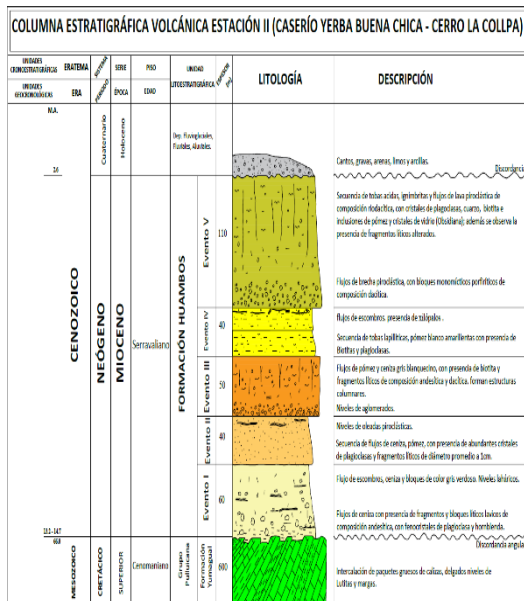 COLUMNA ESTRATIGRÁFICA VOLCÁNICA ESTACIÓN II (CASERÍO YERBA BUENA CHICA - CERRO LA COLLPA)
UNIDADES CRONOESTRATIGRÁFICAS
ERATEMA
SISTEMA
SERIE
PISO
UNIDAD LITOESTRATIGRÁFICA
ESPESOR (m)
LITOLOGÍA
DESCRIPCIÓN
UNIDADES GEOCRONOLÓGICAS
ERA
PERÍODO
ÉPOCA
EDAD
M.A.
Cuaternario
Holoceno
Dep. Fluvioglaciales,
Fluviales, Aluviales.
Cantos, gravas, arenas, limos y arcillas.
Discordancia
2.6
CENOZOICO
NEÓGENO
MIOCENO
Serravaliano
FORMACIÓN HUAMBOS
Evento V
110
Secuencia de tobas acidas, ignimbritas y flujos de lava piroclástica de
composición riodacítica, con cristales de plagioclasas, cuarzo, biotita e
inclusiones de pómez y cristales de vidrio (Obsidiana); además se observa la
presencia de fragmentos líticos alterados.
Flujos de brecha piroclástica, con bloques monomícticos porfiríticos de
composición dacítica.
Evento IV
40
flujos de escombros. presencia de tulápalos .
Secuencia de tobas lapillíticas, pómez blanco amarillentas con presencia de
Biotitas y plagioclasas.
Evento III
50
Flujos de pómez y ceniza gris blanquecino, con presencia de biotita y
fragmentos líticos de composición andesítica y dacítica. forman estructuras
columnares.
Niveles de aglomerados.
Evento II
40
Niveles de oleadas piroclásticas.
Secuencia de flujos de ceniza, pómez, con presencia de abundantes cristales
de plagioclasas y fragmentos líticos de diámetro promedio a 1cm.
Evento I
60
Flujo de escombros, ceniza y bloques de color gris verdoso. Niveles laháricos.
Flujos de ceniza con presencia de fragmentos y bloques líticos lavicos de
composición andesítica, con fenocristales de plagioclasa y hornblenda.
Discordancia angular
MESOZOICO
CRETÁCICO
SUPERIOR
Cenomaniano
Grupo Pulluicana
Formación Yumagual
600
Intercalación de paquetes gruesos de calizas, delgados niveles de
Lutitas y margas.